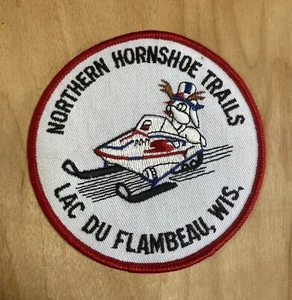 NORTHERN HORNSHOE TRAILS
LAC DU FLAMBEAU, WIS.